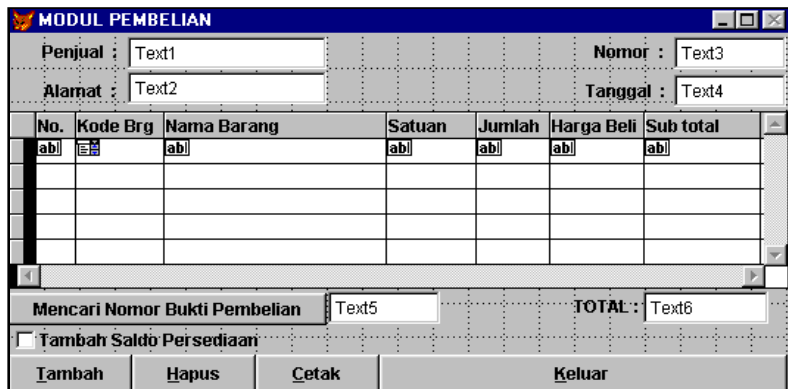 MODUL PEMBELIAN
Penjual : Text1 Nomor : Text3
Alamat : Text2 Tanggal : Text4
No. Kode Brg Nama Barang Satuan Jumlah Harga Beli Sub total
abl abl abl abl abl abl
Mencari Nomor Bukti Pembelian Text5 TOTAL : Text6
Tambah Saldo Persediaan
Tambah Hapus Cetak Keluar